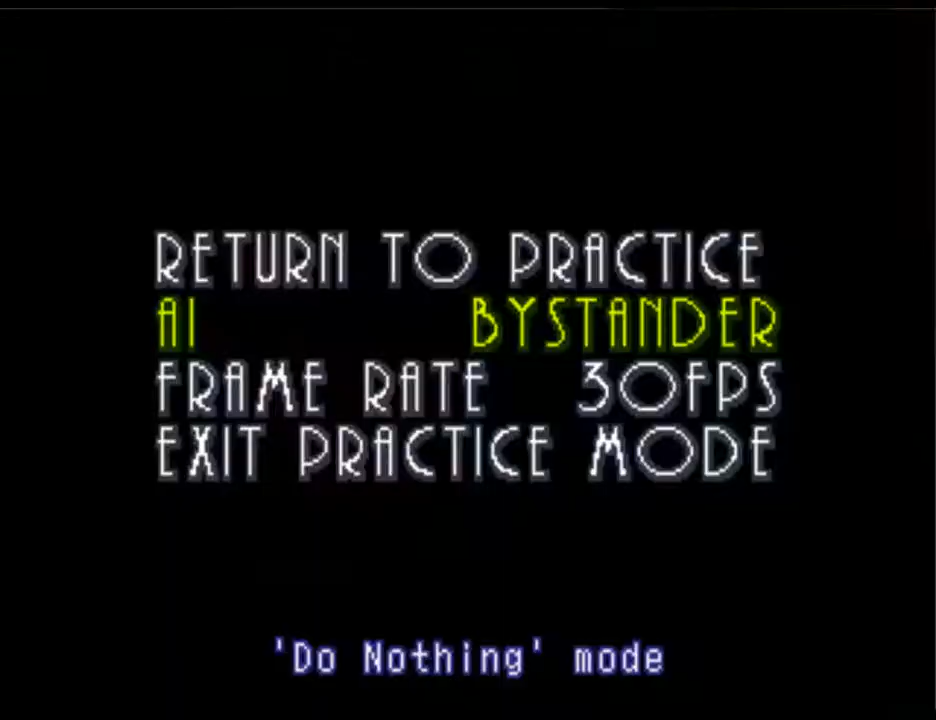 RETURN TO PRACTICE
AI BYSTANDER
FRAME RATE 30FPS
EXIT PRACTICE MODE
'Do Nothing' mode